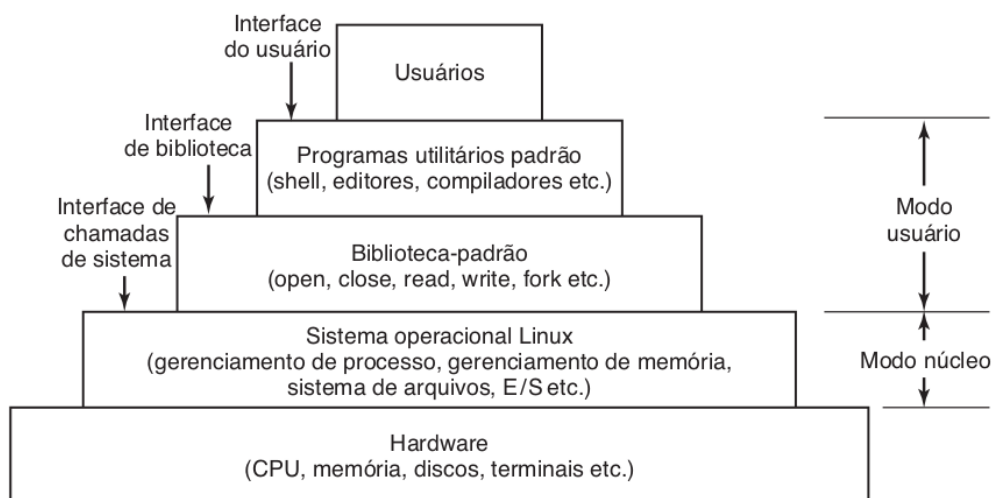 Interface
do usuário
Usuários
Interface
de biblioteca
Programas utilitários padrão
(shell, editores, compiladores etc.)
Interface de
chamadas
de sistema
Modo
usuário
Biblioteca-padrão
(open, close, read, write, fork etc.)
Sistema operacional Linux
(gerenciamento de processo, gerenciamento de memória,
sistema de arquivos, E/S etc.)
Modo núcleo
Hardware
(CPU, memória, discos, terminais etc.)